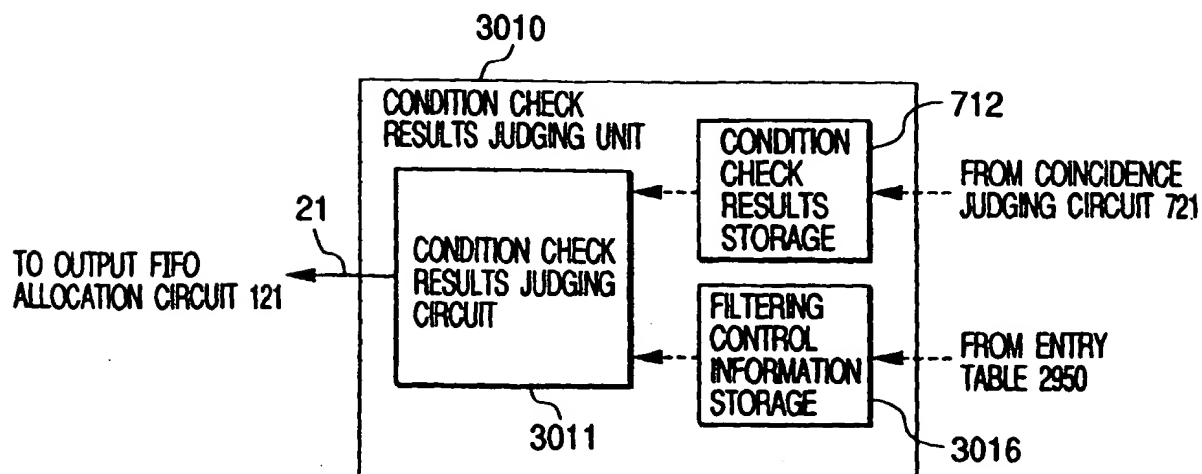 3010
CONDITION CHECK
RESULTS JUDGING UNIT
712
CONDITION
CHECK
RESULTS
STORAGE
FROM COINCIDENCE
JUDGING CIRCUIT 721
21
TO OUTPUT FIFO
ALLOCATION CIRCUIT 121
CONDITION CHECK
RESULTS JUDGING
CIRCUIT
FILTERING
CONTROL
INFORMATION
STORAGE
FROM ENTRY
TABLE 2950
3011
3016